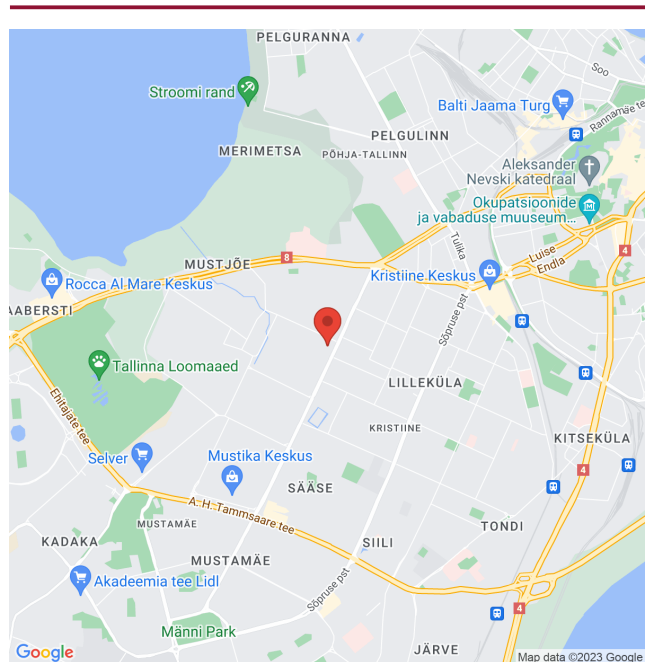 PELGURANNA
Soo
Stroomi rand
Balti Jaama Turg
Rannamäe te
PELGULINN
MERIMETSA
PÕHJA-TALLINN
Aleksander
Nevski katedraal
Okupatsioonide
ja vabaduse muuseum...
Tulika
Luise
Endla
4
8
MUSTJÕE
Kristiine Keskus
Rocca Al Mare Keskus
AABERSTI
Sõpruse pst
Tallinna Loomaaed
LILLEKÜLA
Ehitajate tee
KRISTIINE
KITSEKÜLA
Selver
Mustika Keskus
4
SÄÄSE
A. H. Tammsaare tee
MUSTAMÄE
TONDI
KADAKA
SIILI
MUSTAMÄE
Akadeemia tee Lidl
Sõpruse pst
4
Männi Park
JÄRVE
Google
Map data ©2023 Google